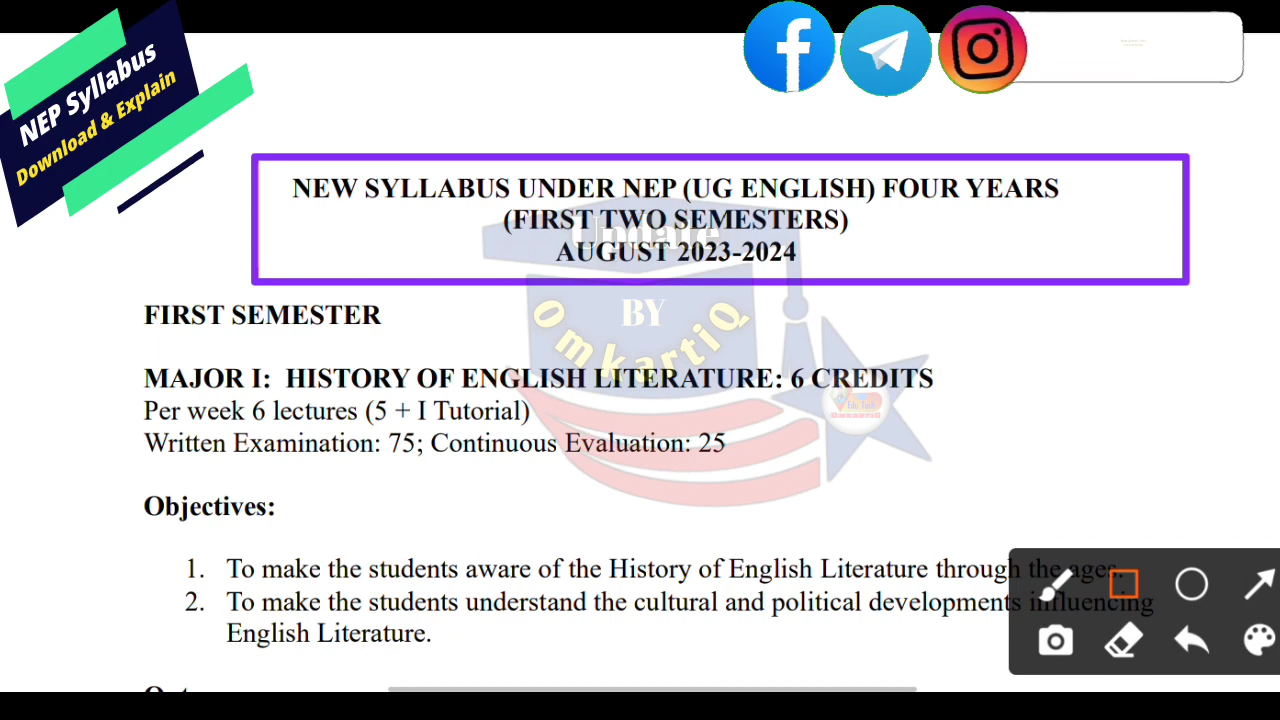 NEP Syllabus
Download & Explain
NEW SYLLABUS UNDER NEP (UG ENGLISH) FOUR YEARS
(FIRST TWO SEMESTERS)
AUGUST 2023-2024
Update
BY
OmkartiQ
FIRST SEMESTER
MAJOR I: HISTORY OF ENGLISH LITERATURE: 6 CREDITS
Per week 6 lectures (5 + I Tutorial)
Written Examination: 75; Continuous Evaluation: 25
Edu Tech
Objectives:
1. To make the students aware of the History of English Literature through the ages.
2. To make the students understand the cultural and political developments influencing
English Literature.